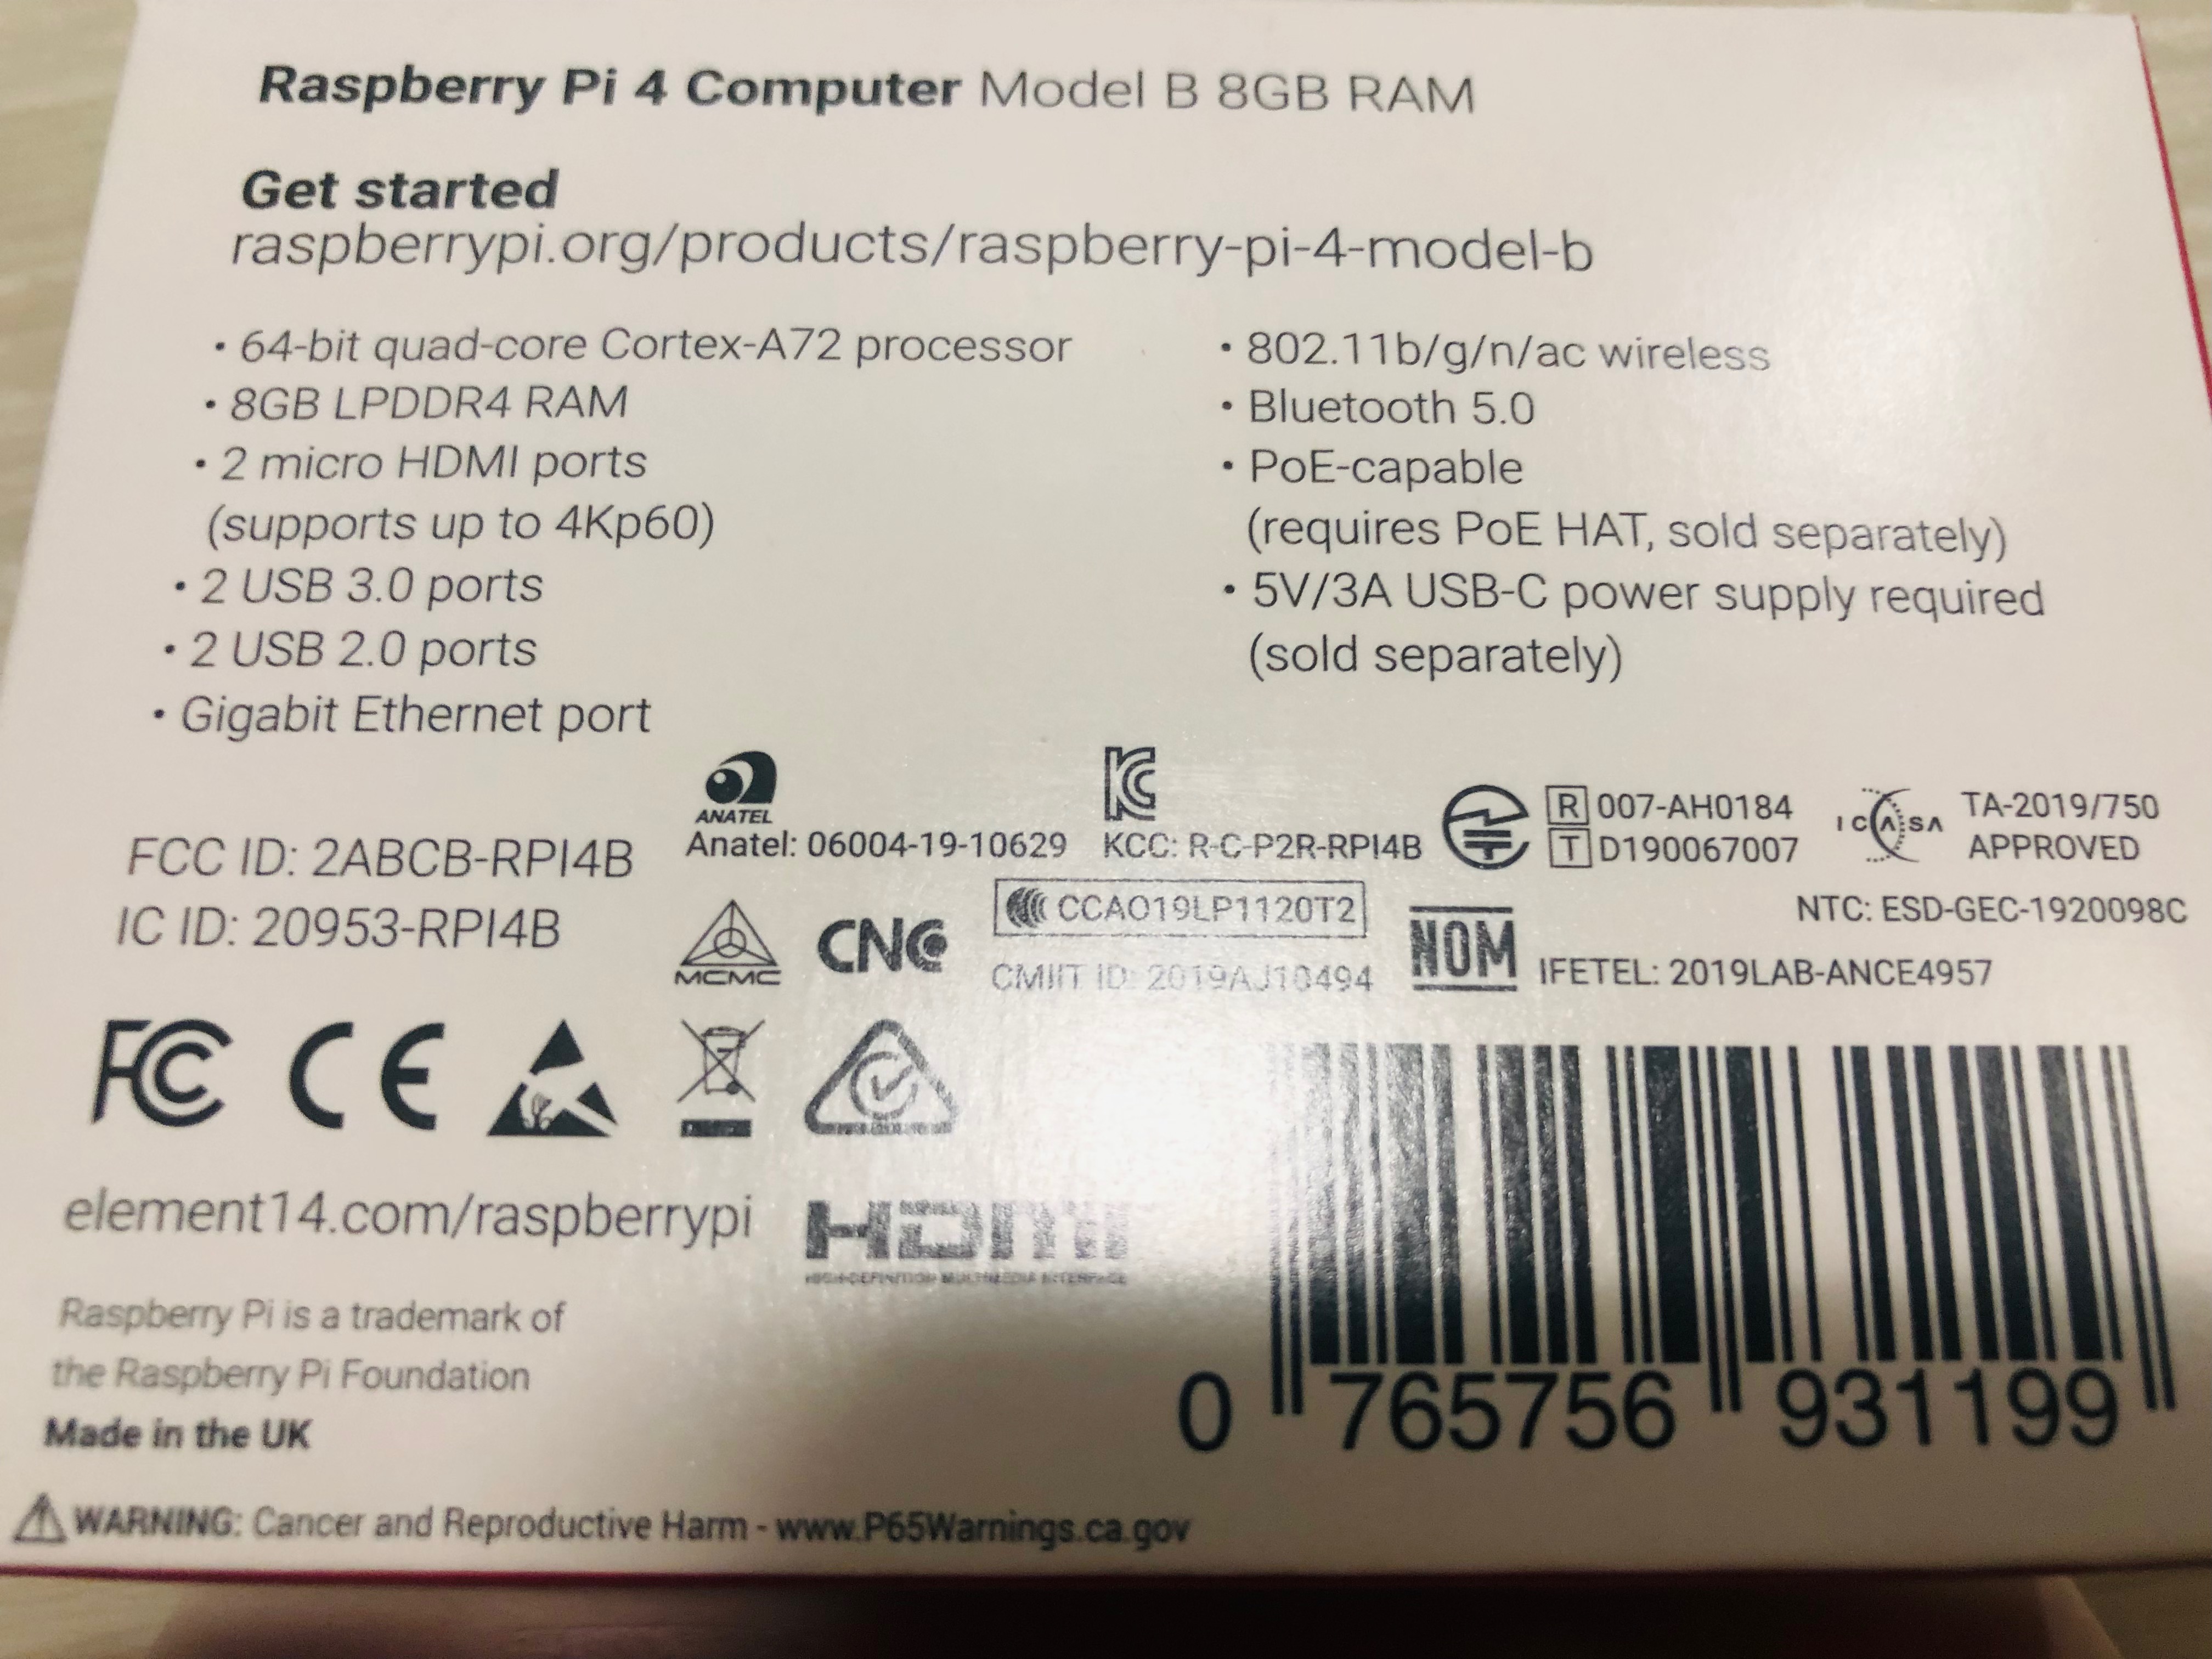 Raspberry Pi 4 Computer Model B 8GB RAM
Get started
raspberrypi.org/products/raspberry-pi-4-model-b
• 64-bit quad-core Cortex-A72 processor
• 8GB LPDDR4 RAM
• 2 micro HDMI ports
(supports up to 4Kp60)
• 2 USB 3.0 ports
• 2 USB 2.0 ports
• Gigabit Ethernet port
• 802.11b/g/n/ac wireless
• Bluetooth 5.0
• PoE-capable
(requires PoE HAT, sold separately)
• 5V/3A USB-C power supply required
(sold separately)
FCC ID: 2ABCB-RPI4B
IC ID: 20953-RPI4B
ANATEL
Anatel: 06004-19-10629
KC
KCC: R-C-P2R-RPI4B
R 007-AH0184
T D190067007
ICASA
TA-2019/750
APPROVED
NTC: ESD-GEC-1920098C
MCMC
CNC
CCAO19LP1120T2
CMIIT ID: 2019AJ10494
NOM
IFETEL: 2019LAB-ANCE4957
FC CE
element14.com/raspberrypi
HDMI
HIGH-DEFINITION MULTIMEDIA INTERFACE
Raspberry Pi is a trademark of
the Raspberry Pi Foundation
Made in the UK
0 765756 931199
WARNING: Cancer and Reproductive Harm - www.P65Warnings.ca.gov